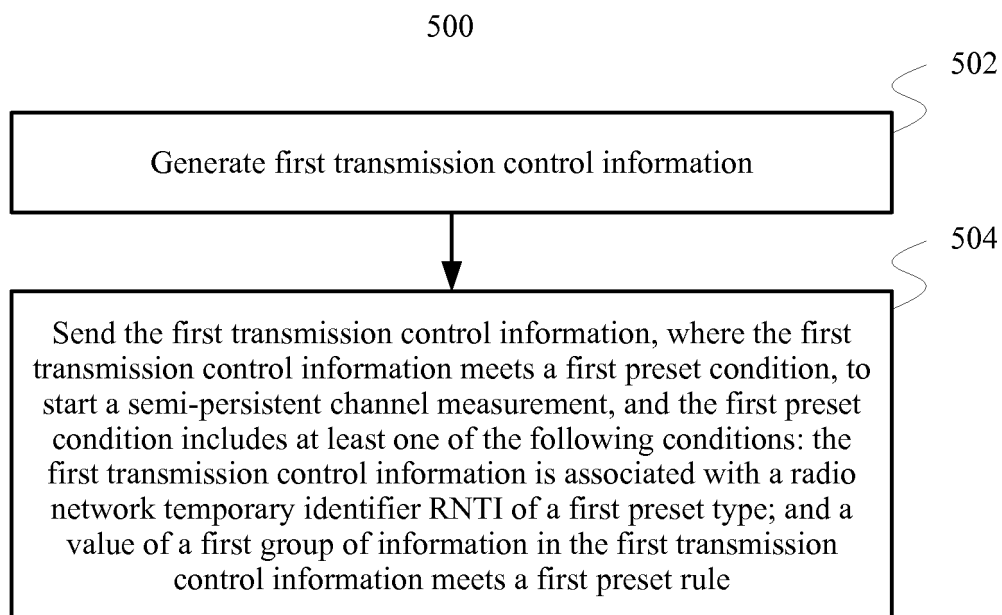 500
502
Generate first transmission control information
504
Send the first transmission control information, where the first
transmission control information meets a first preset condition, to
start a semi-persistent channel measurement, and the first preset
condition includes at least one of the following conditions: the
first transmission control information is associated with a radio
network temporary identifier RNTI of a first preset type; and a
value of a first group of information in the first transmission
control information meets a first preset rule